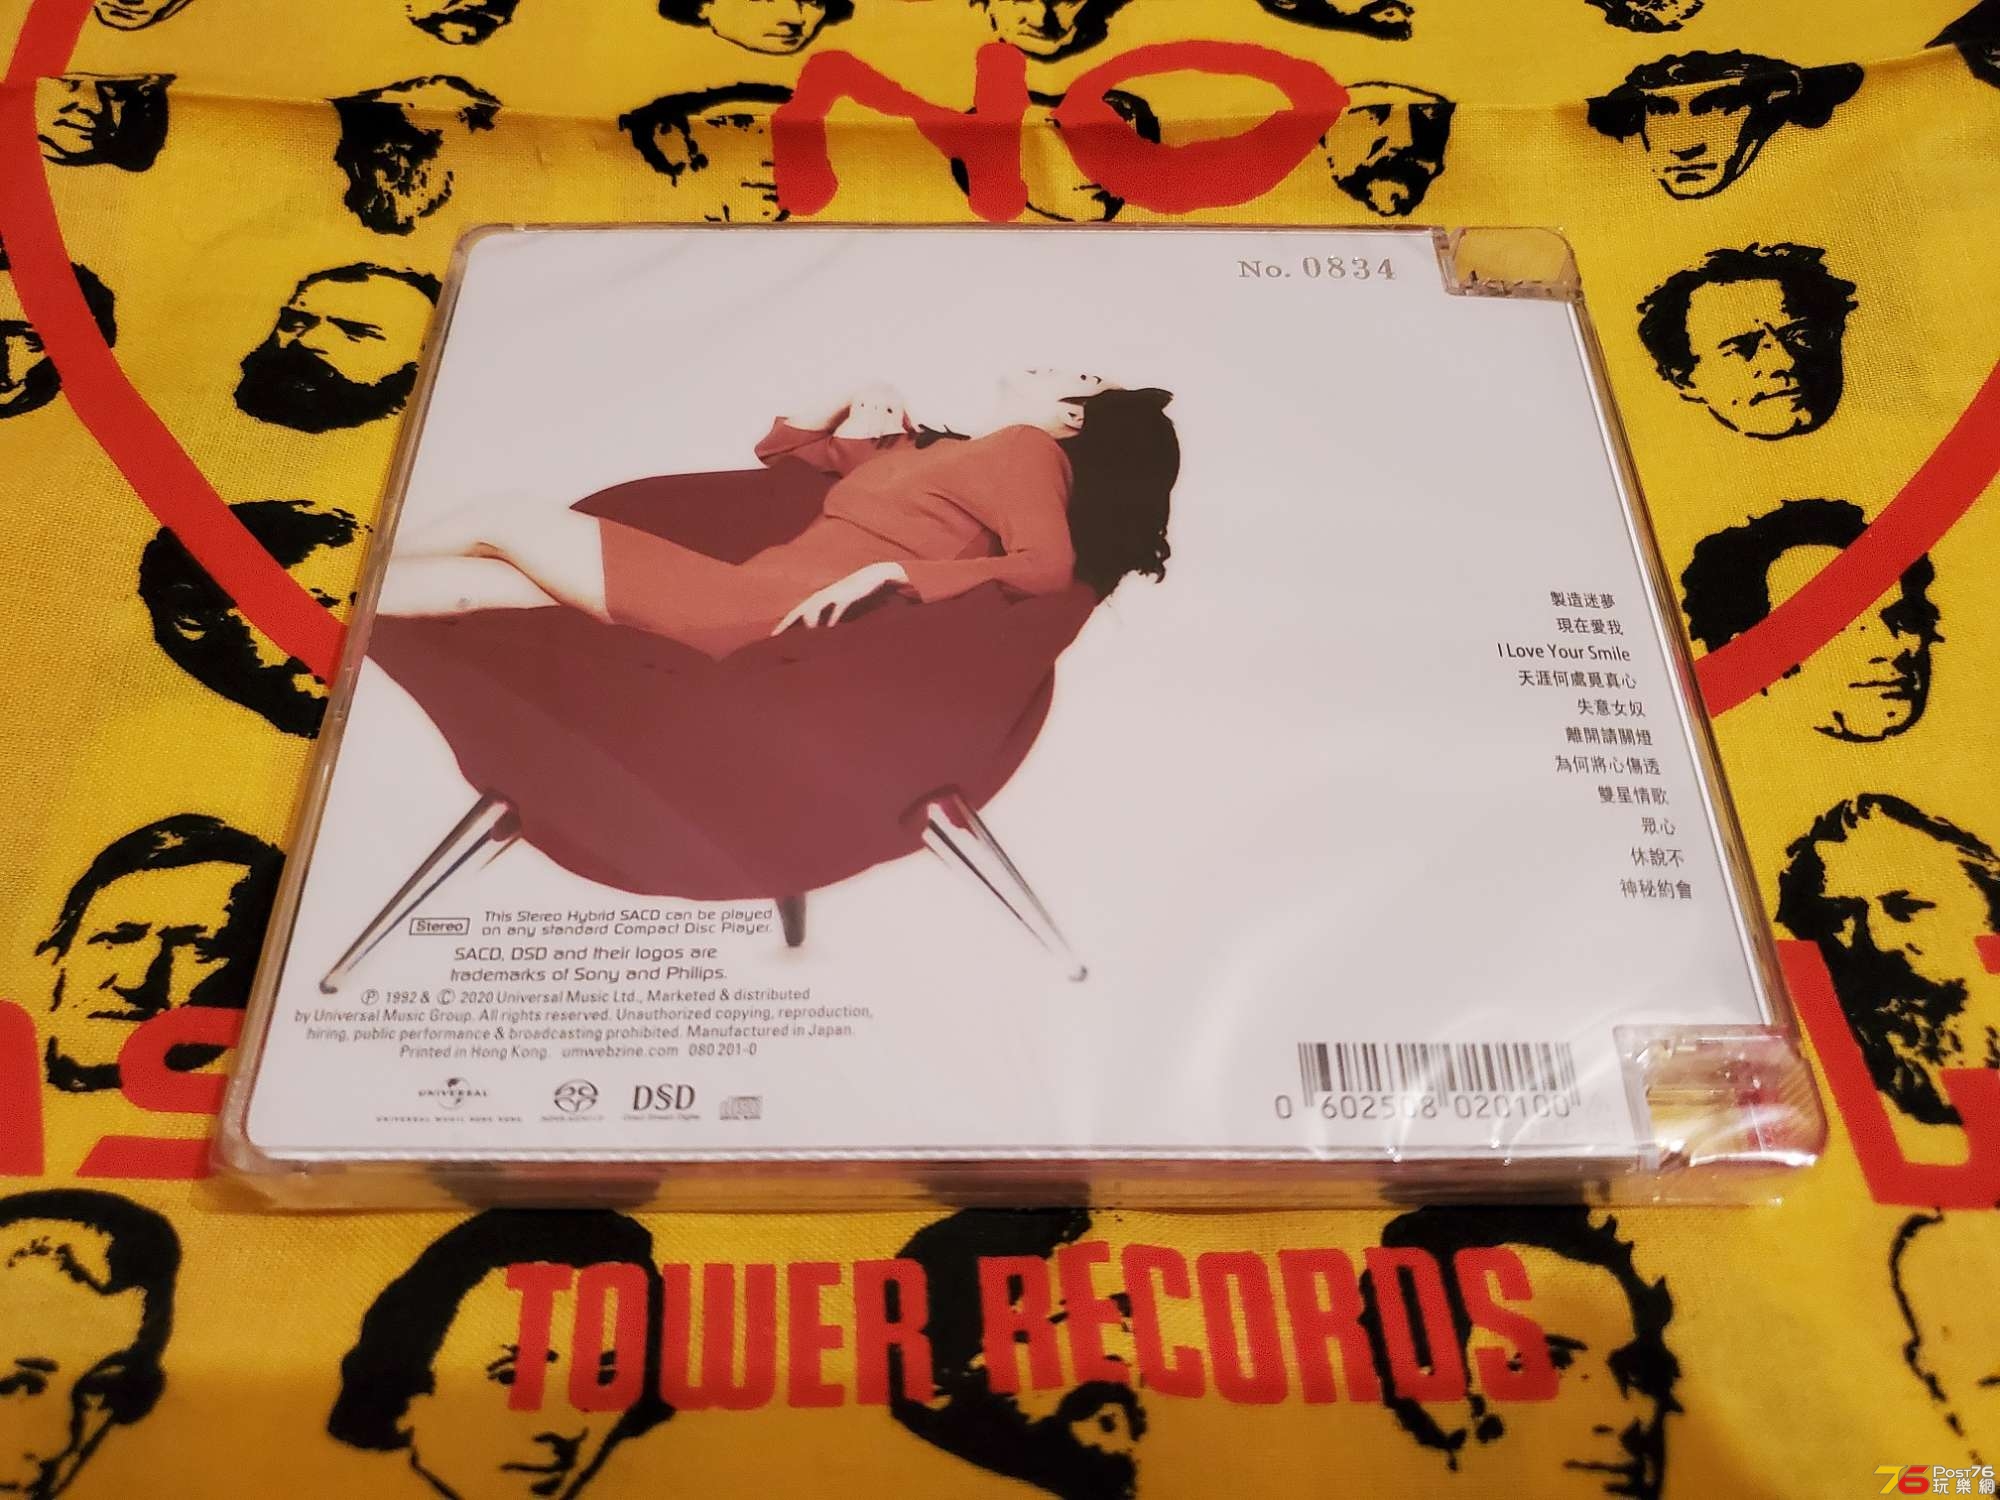 NO
No. 0834
製造迷夢
現在愛我
I Love Your Smile
天涯何處覓真心
失意女奴
離開請關燈
為何將心傷透
雙星情歌
眾心
休說不
神秘約會
Stereo
This Stereo Hybrid SACD can be played
on any standard Compact Disc Player.
SACD, DSD and their logos are
trademarks of Sony and Philips.
Ⓟ 1992 & © 2020 Universal Music Ltd., Marketed & distributed
by Universal Music Group. All rights reserved. Unauthorized copying, reproduction,
hiring, public performance & broadcasting prohibited. Manufactured in Japan.
Printed in Hong Kong. umwebzine.com 080 201-0
UNIVERSAL
UNIVERSAL MUSIC HONG KONG
DSD
0 602508 020100
TOWER RECORDS
76 POST76
玩樂網